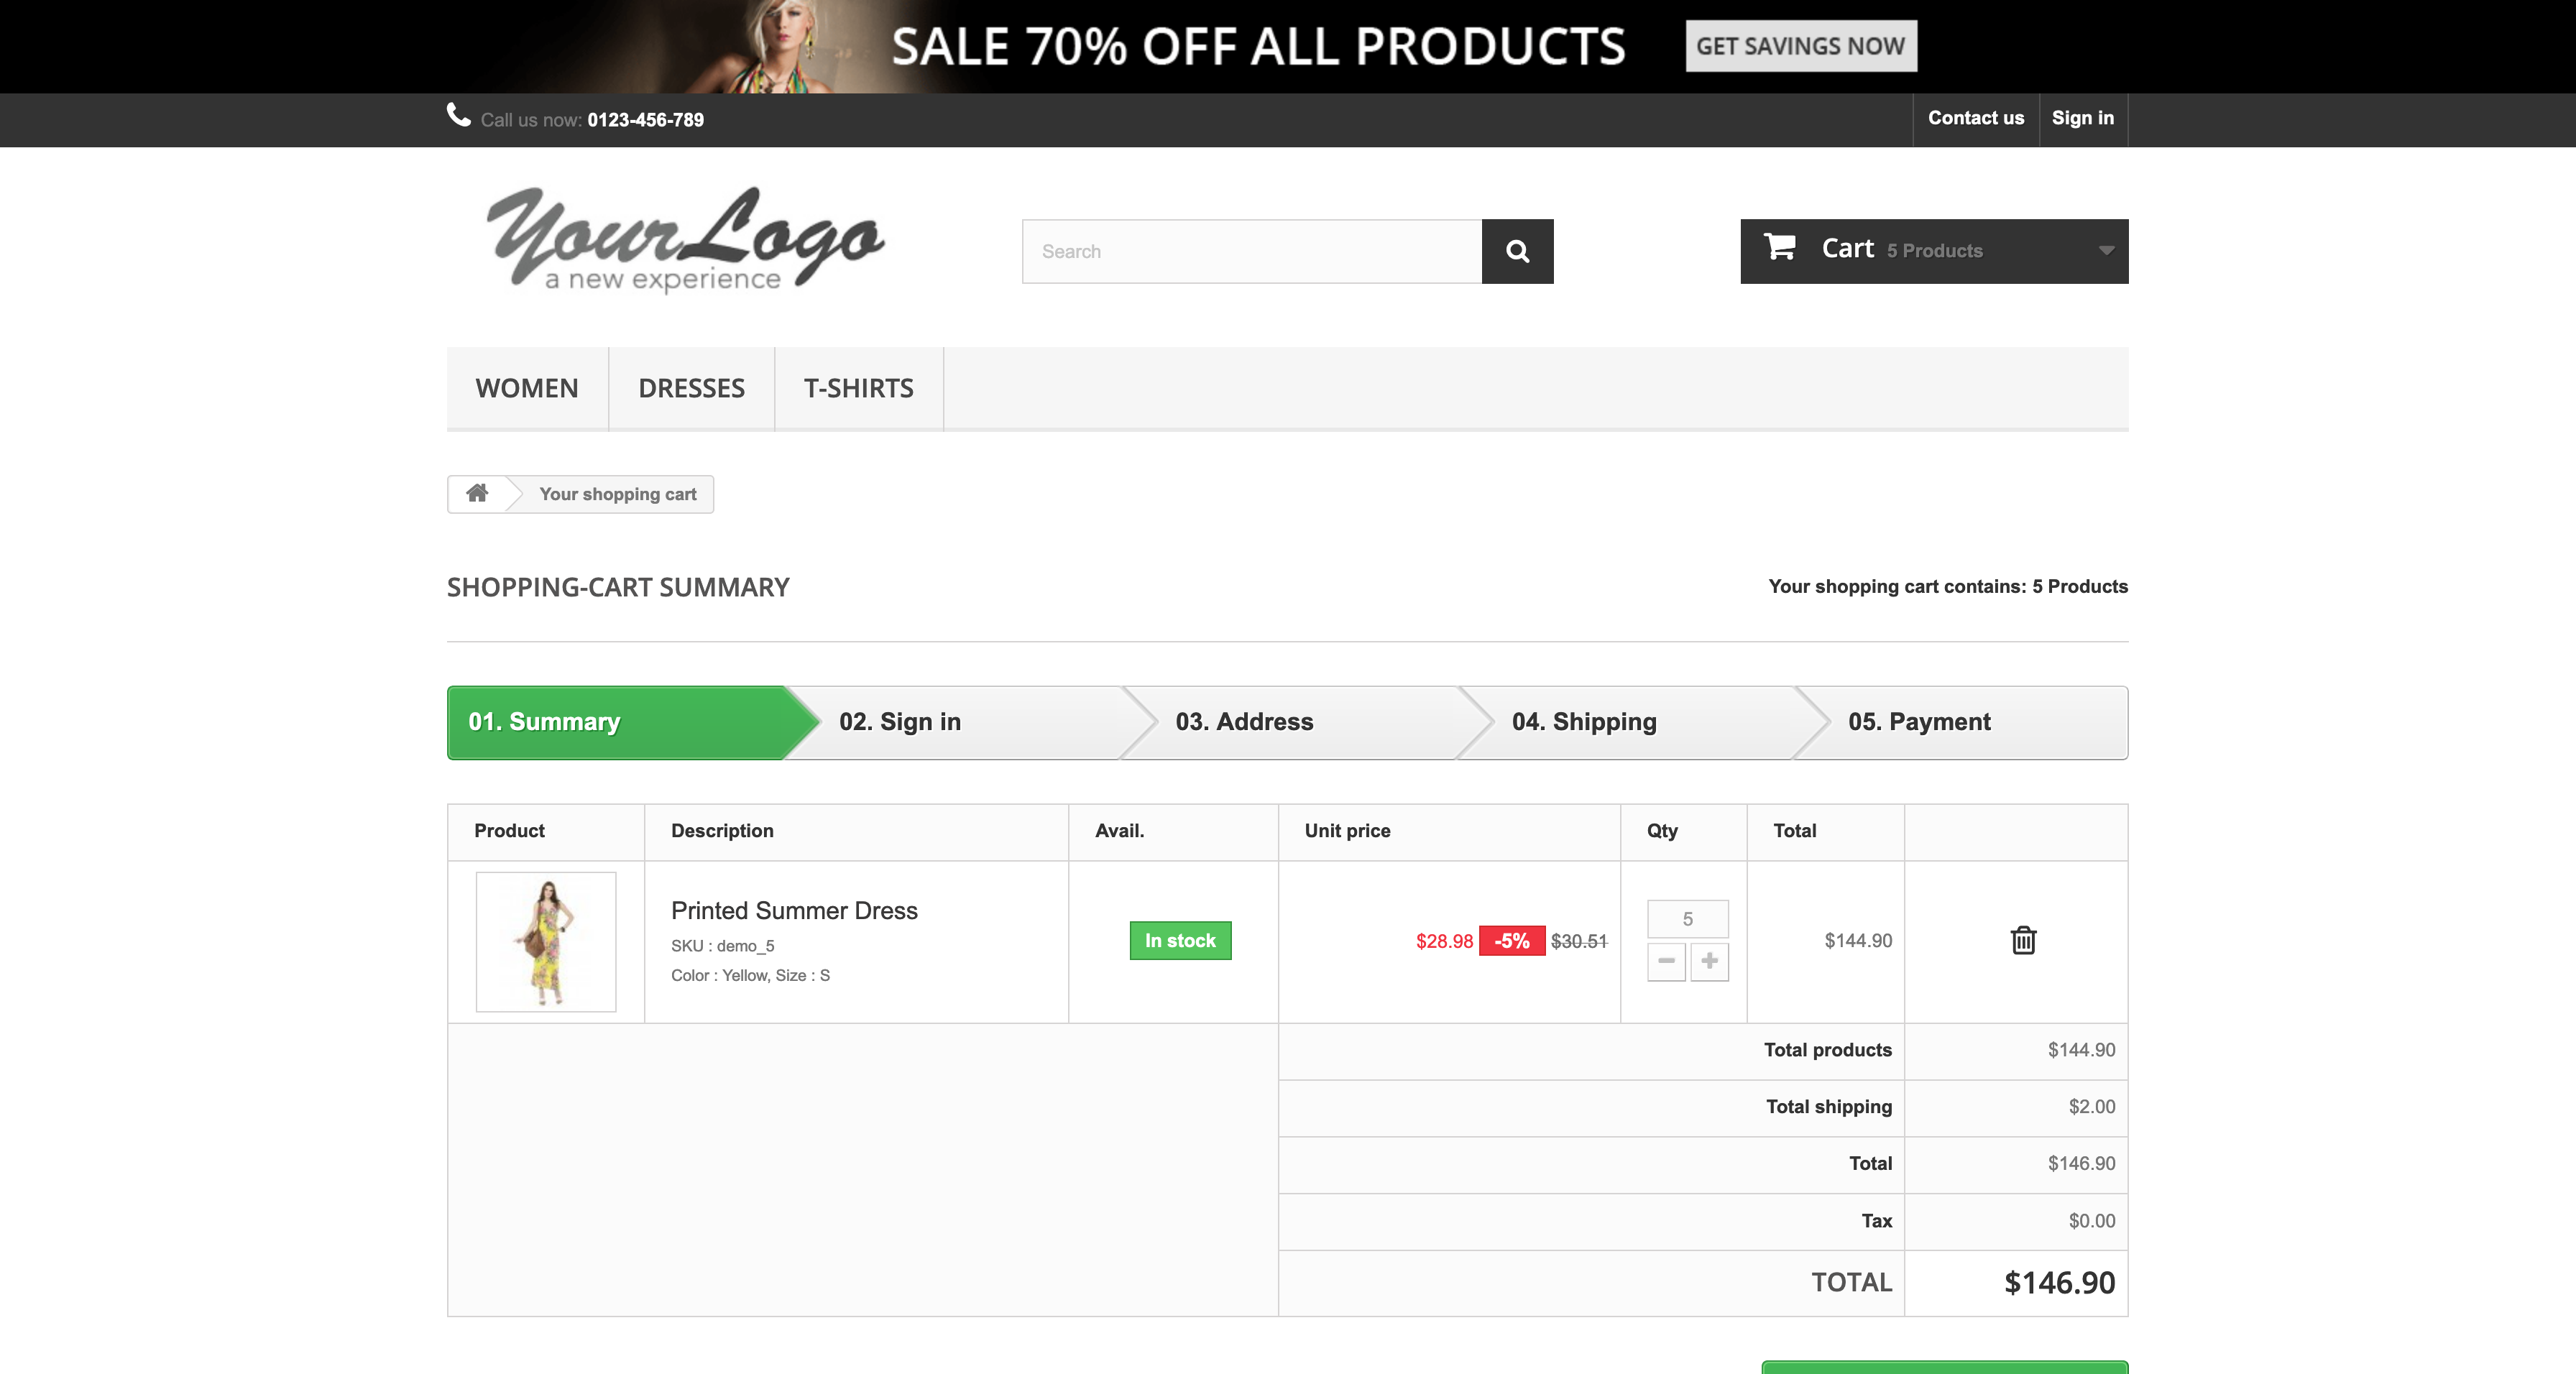 SALE 70% OFF ALL PRODUCTS GET SAVINGS NOW
Call us now: 0123-456-789 Contact us Sign in
Your Logo
a new experience
Search
Cart 5 Products
WOMEN DRESSES T-SHIRTS
Your shopping cart
SHOPPING-CART SUMMARY Your shopping cart contains: 5 Products
01. Summary 02. Sign in 03. Address 04. Shipping 05. Payment
Product Description Avail. Unit price Qty Total
Printed Summer Dress
SKU : demo_5
Color : Yellow, Size : S
In stock
$28.98 -5% $30.51
5
$144.90
Total products $144.90
Total shipping $2.00
Total $146.90
Tax $0.00
TOTAL $146.90